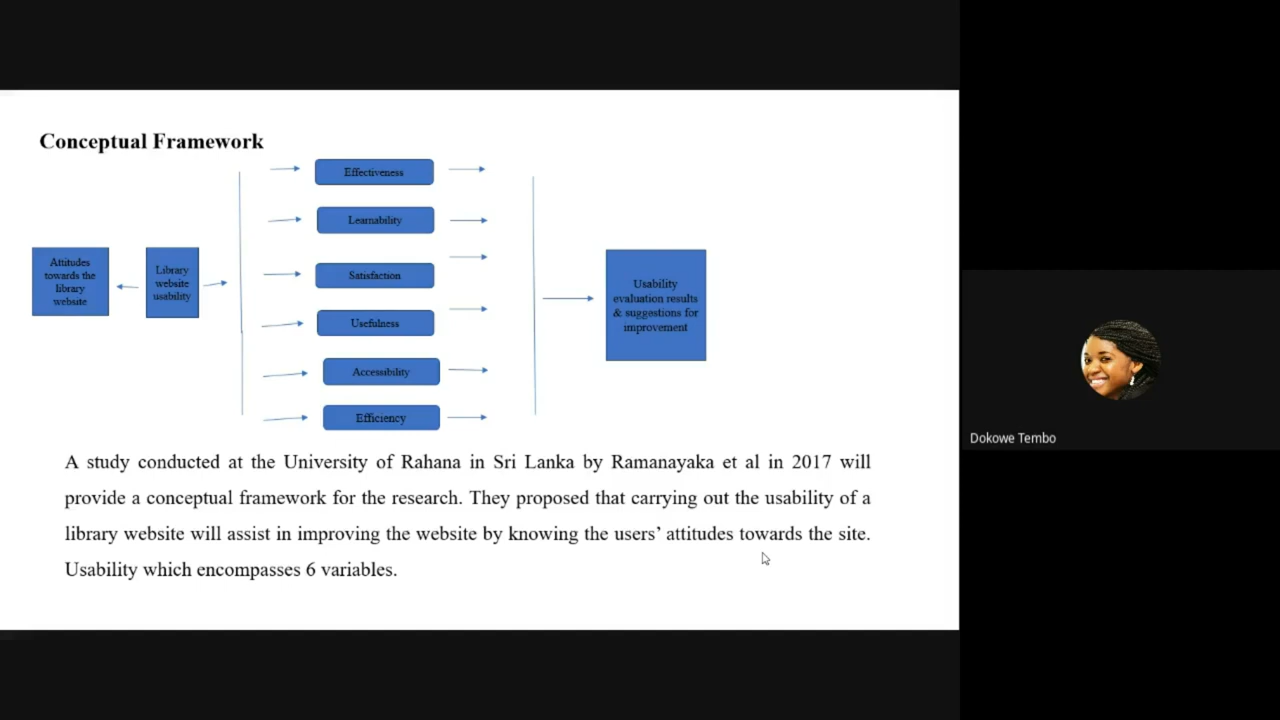 Conceptual Framework
Effectiveness
Learnability
Satisfaction
Usefulness
Accessibility
Efficiency
Attitudes
towards the
library
website
Library
website
usability
Usability
evaluation results
& suggestions for
improvement
A study conducted at the University of Rahana in Sri Lanka by Ramanayaka et al in 2017 will
provide a conceptual framework for the research. They proposed that carrying out the usability of a
library website will assist in improving the website by knowing the users’ attitudes towards the site.
Usability which encompasses 6 variables.
Dokowe Tembo